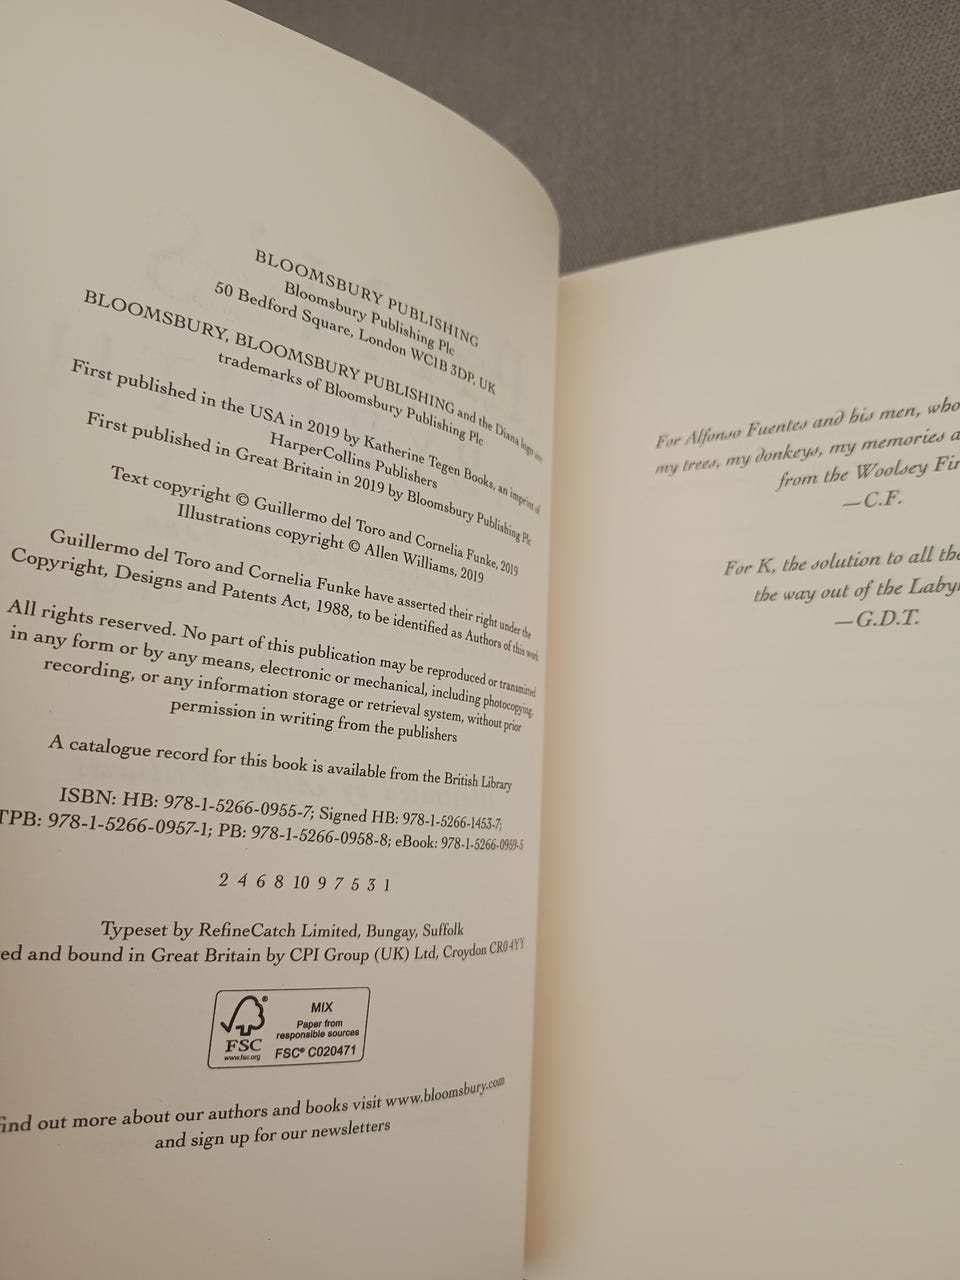 BLOOMSBURY PUBLISHING
Bloomsbury Publishing Plc
50 Bedford Square, London WC1B 3DP, UK
BLOOMSBURY, BLOOMSBURY PUBLISHING and the Diana logo are
trademarks of Bloomsbury Publishing Plc
First published in the USA in 2019 by Katherine Tegen Books, an imprint of
HarperCollins Publishers
First published in Great Britain in 2019 by Bloomsbury Publishing Plc
Text copyright © Guillermo del Toro and Cornelia Funke, 2019
Illustrations copyright © Allen Williams, 2019
Guillermo del Toro and Cornelia Funke have asserted their right under the
Copyright, Designs and Patents Act, 1988, to be identified as Authors of this work
All rights reserved. No part of this publication may be reproduced or transmitted
in any form or by any means, electronic or mechanical, including photocopying,
recording, or any information storage or retrieval system, without prior
permission in writing from the publishers
A catalogue record for this book is available from the British Library
ISBN: HB: 978-1-5266-0955-7; Signed HB: 978-1-5266-1453-7;
TPB: 978-1-5266-0957-1; PB: 978-1-5266-0958-8; eBook: 978-1-5266-0959-5
2 4 6 8 10 9 7 5 3 1
Typeset by RefineCatch Limited, Bungay, Suffolk
ed and bound in Great Britain by CPI Group (UK) Ltd, Croydon CR0 4YY
FSC
www.fsc.org
MIX
Paper from
responsible sources
FSC® C020471
find out more about our authors and books visit www.bloomsbury.com
and sign up for our newsletters
For Alfonso Fuentes and his men, who
my trees, my donkeys, my memories a
from the Woolsey Fir
—C.F.
For K, the solution to all the
the way out of the Laby
—G.D.T.